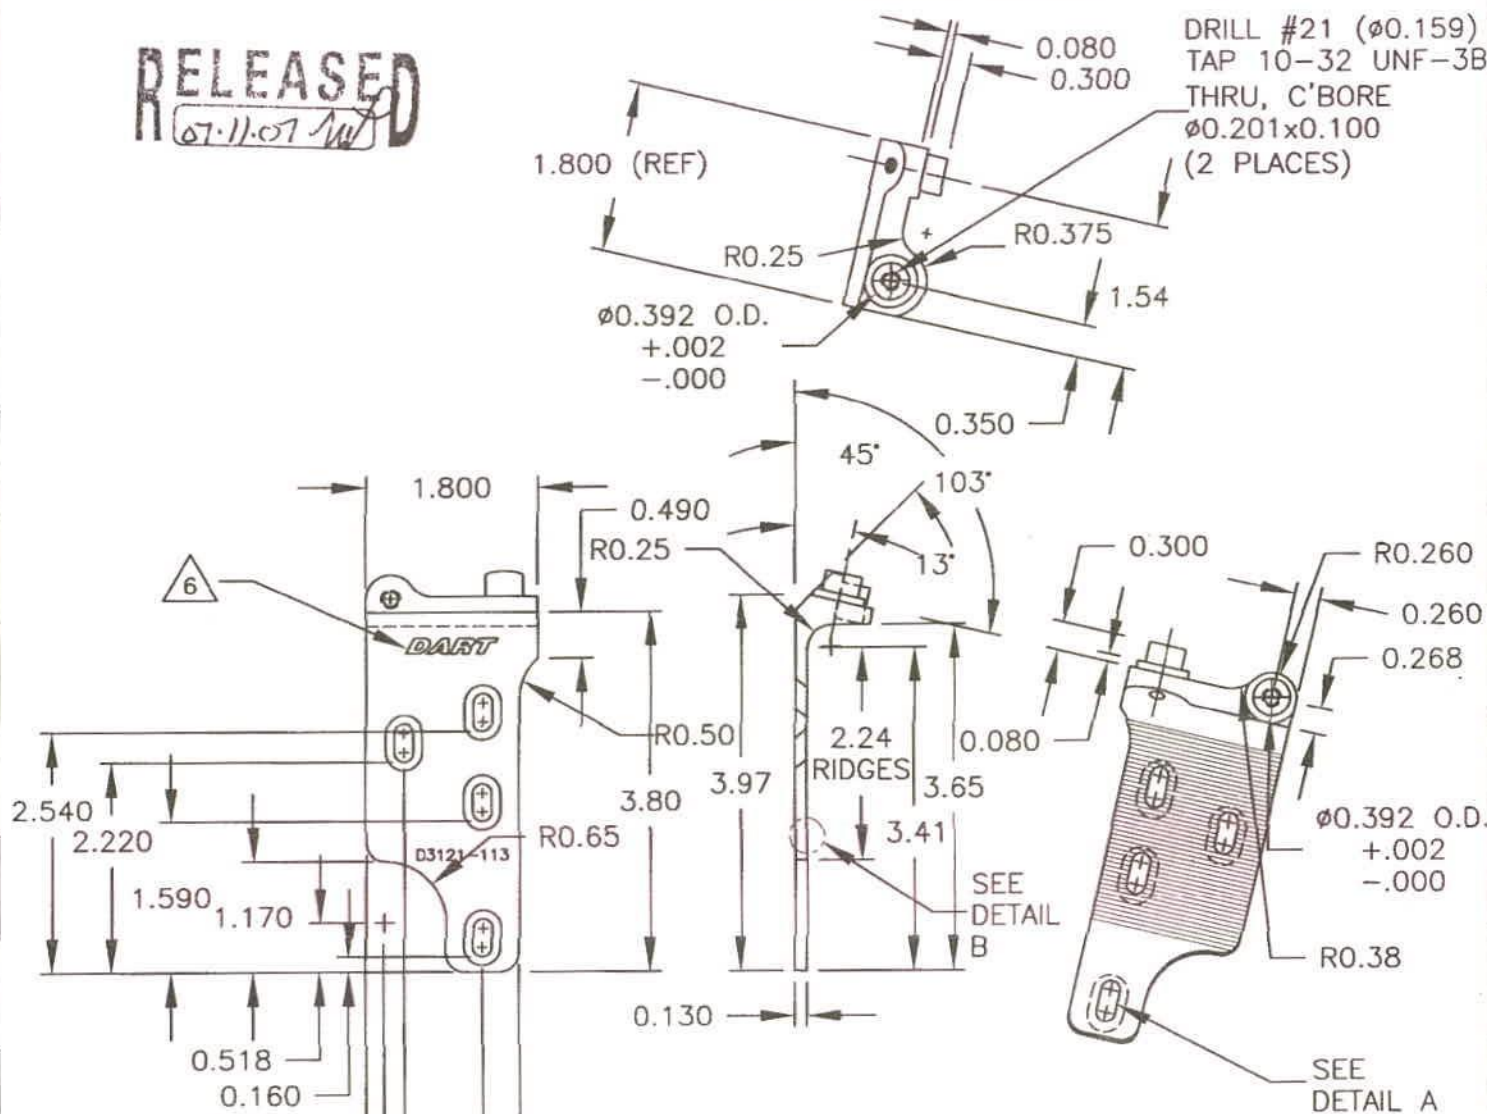 RELEASED
07.11.07
0.080
0.300
DRILL #21 (ø0.159)
TAP 10-32 UNF-3B
THRU, C'BORE
ø0.201x0.100
(2 PLACES)
1.800 (REF)
R0.25
R0.375
1.54
ø0.392 O.D.
+.002
-.000
0.350
45°
103°
13°
1.800
0.490
R0.25
6
DART
R0.50
2.540
2.220
1.590
1.170
D3121-113
R0.65
3.80
3.97
2.24
RIDGES
3.65
3.41
SEE
DETAIL
B
0.130
0.518
0.160
0.300
R0.260
0.260
0.268
0.080
ø0.392 O.D.
+.002
-.000
R0.38
SEE
DETAIL A